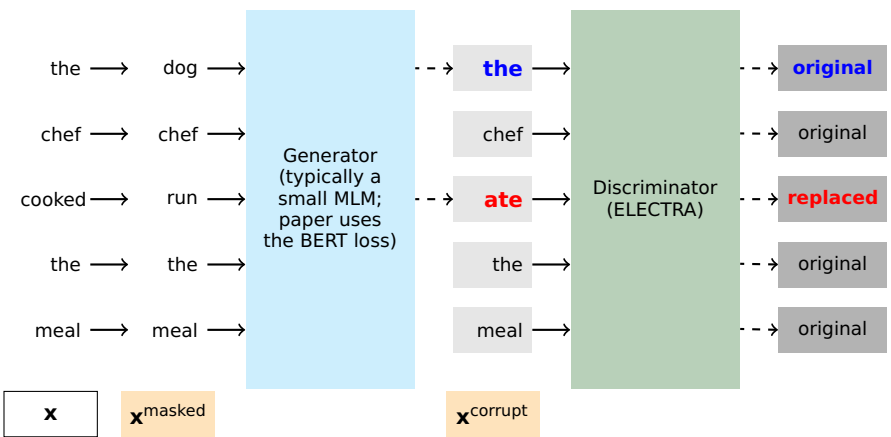 the dog the original
chef chef chef original
cooked run ate replaced
the the the original
meal meal meal original
Generator
(typically a
small MLM;
paper uses
the BERT loss)
Discriminator
(ELECTRA)
x
x^masked
x^corrupt